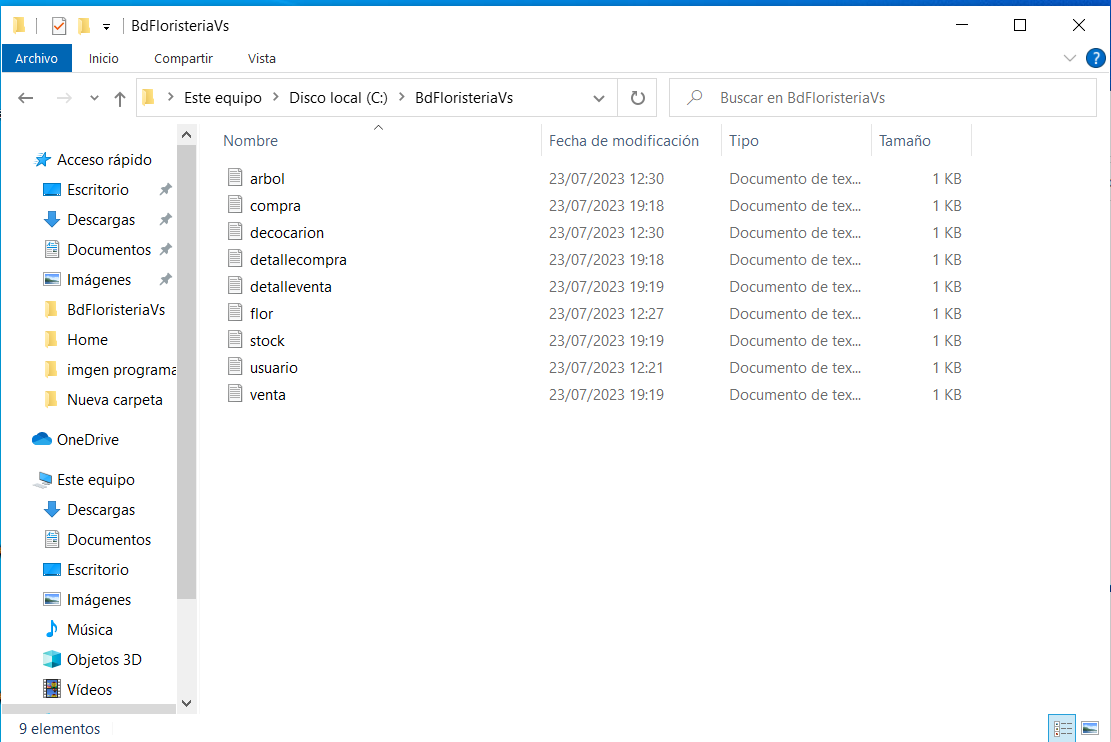 BdFloristeriaVs
Archivo Inicio Compartir Vista
Este equipo > Disco local (C:) > BdFloristeriaVs
Buscar en BdFloristeriaVs
Acceso rápido
Escritorio
Descargas
Documentos
Imágenes
BdFloristeriaVs
Home
imgen programa
Nueva carpeta
OneDrive
Este equipo
Descargas
Documentos
Escritorio
Imágenes
Música
Objetos 3D
Vídeos
Nombre Fecha de modificación Tipo Tamaño
arbol 23/07/2023 12:30 Documento de tex... 1 KB
compra 23/07/2023 19:18 Documento de tex... 1 KB
decocarion 23/07/2023 12:30 Documento de tex... 1 KB
detallecompra 23/07/2023 19:18 Documento de tex... 1 KB
detalleventa 23/07/2023 19:19 Documento de tex... 1 KB
flor 23/07/2023 12:27 Documento de tex... 1 KB
stock 23/07/2023 19:19 Documento de tex... 1 KB
usuario 23/07/2023 12:21 Documento de tex... 1 KB
venta 23/07/2023 19:19 Documento de tex... 1 KB
9 elementos